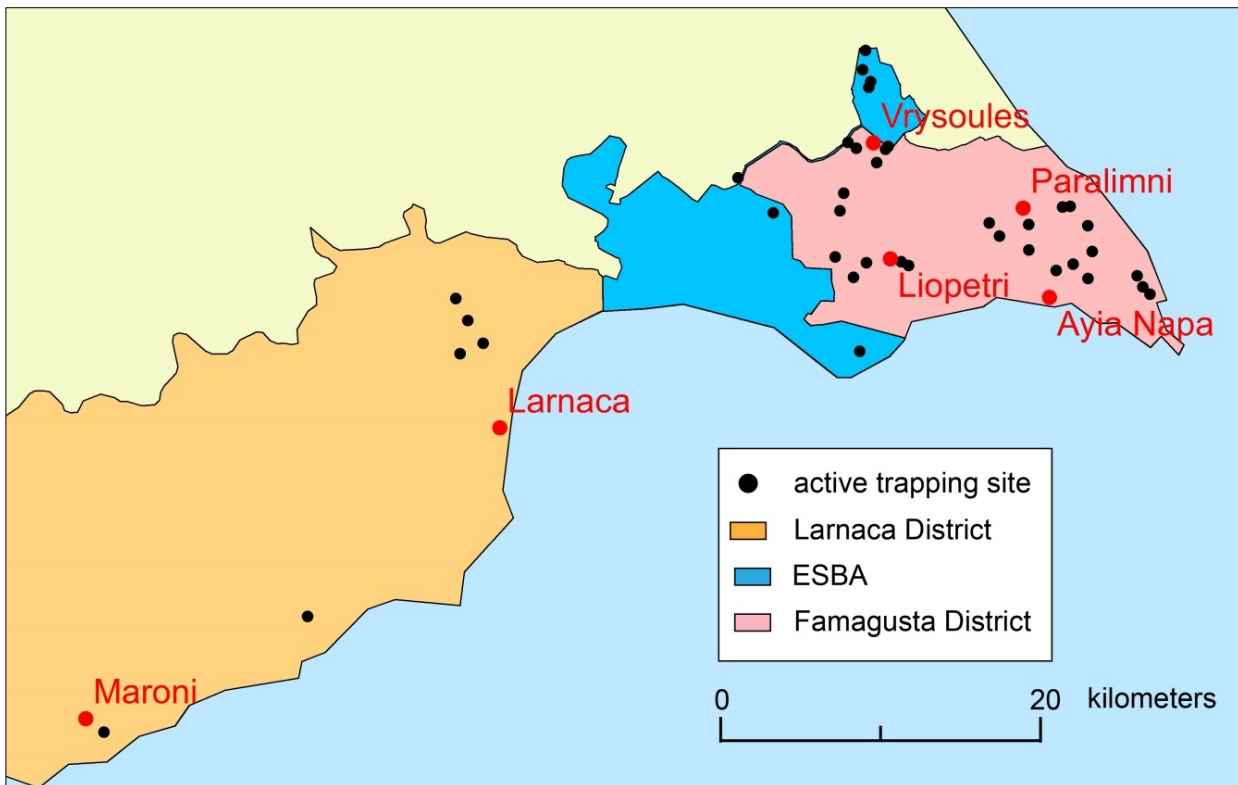 Vrysoules
Paralimni
Liopetri
Ayia Napa
Larnaca
Maroni
active trapping site
Larnaca District
ESBA
Famagusta District
0 20 kilometers